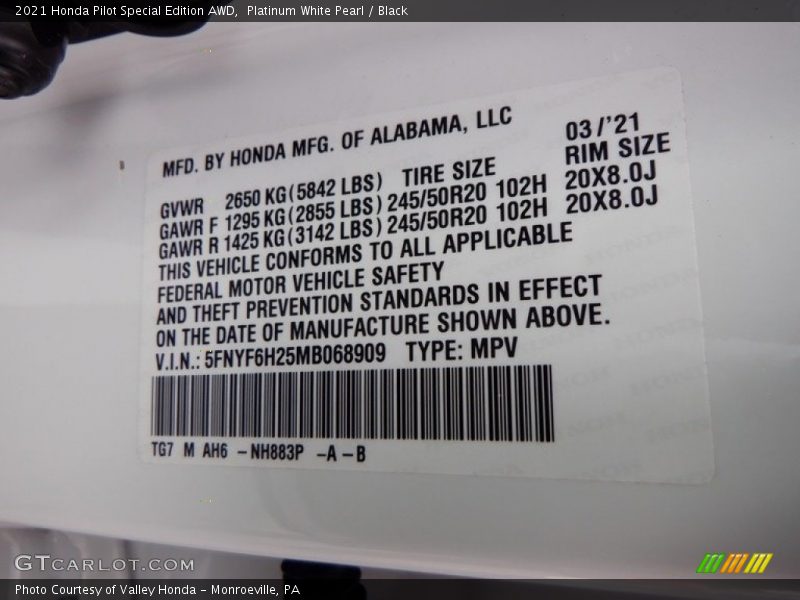 2021 Honda Pilot Special Edition AWD, Platinum White Pearl / Black
MFD. BY HONDA MFG. OF ALABAMA, LLC 03/'21
GVWR 2650 KG(5842 LBS) TIRE SIZE RIM SIZE
GAWR F 1295 KG(2855 LBS) 245/50R20 102H 20X8.0J
GAWR R 1425 KG(3142 LBS) 245/50R20 102H 20X8.0J
THIS VEHICLE CONFORMS TO ALL APPLICABLE
FEDERAL MOTOR VEHICLE SAFETY
AND THEFT PREVENTION STANDARDS IN EFFECT
ON THE DATE OF MANUFACTURE SHOWN ABOVE.
V.I.N.: 5FNYF6H25MB068909 TYPE: MPV
TG7 M AH6 -NH883P -A-B
GTCARLOT.COM
Photo Courtesy of Valley Honda - Monroeville, PA